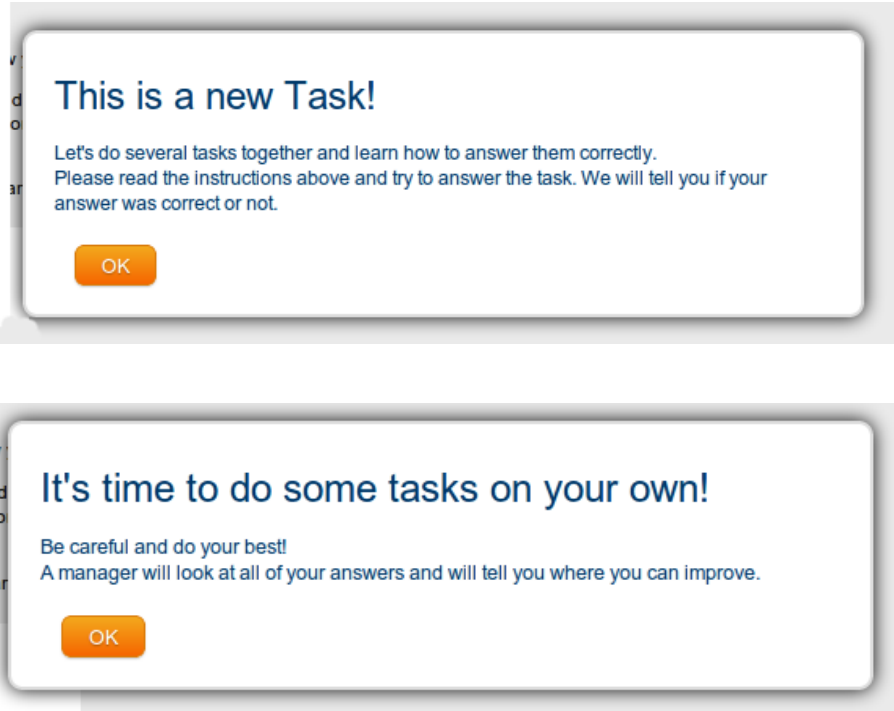 This is a new Task!
Let's do several tasks together and learn how to answer them correctly.
Please read the instructions above and try to answer the task. We will tell you if your
answer was correct or not.
OK
It's time to do some tasks on your own!
Be careful and do your best!
A manager will look at all of your answers and will tell you where you can improve.
OK